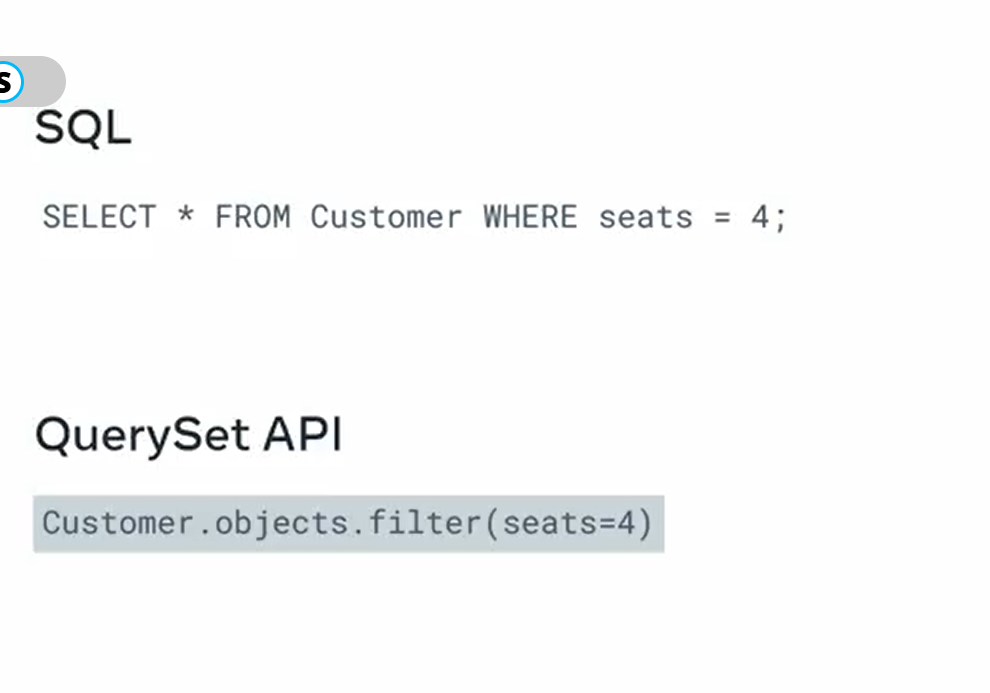 s
SQL
SELECT * FROM Customer WHERE seats = 4;
QuerySet API
Customer.objects.filter(seats=4)